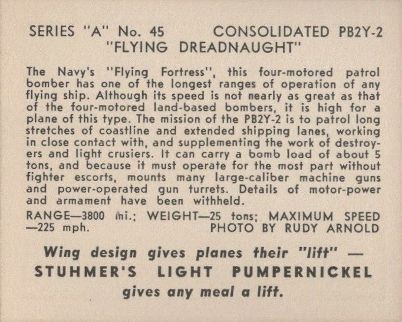 SERIES "A" No. 45 CONSOLIDATED PB2Y-2
"FLYING DREADNAUGHT"
The Navy's "Flying Fortress", this four-motored patrol
bomber has one of the longest ranges of operation of any
flying ship. Although its speed is not nearly as great as that
of the four-motored land-based bombers, it is high for a
plane of this type. The mission of the PB2Y-2 is to patrol long
stretches of coastline and extended shipping lanes, working
in close contact with, and supplementing the work of destroy-
ers and light crusiers. It can carry a bomb load of about 5
tons, and because it must operate for the most part without
fighter escorts, mounts many large-caliber machine guns
and power-operated gun turrets. Details of motor-power
and armament have been withheld.
RANGE—3800 mi.; WEIGHT—25 tons; MAXIMUM SPEED
—225 mph. PHOTO BY RUDY ARNOLD
Wing design gives planes their "lift" —
STUHMER'S LIGHT PUMPERNICKEL
gives any meal a lift.